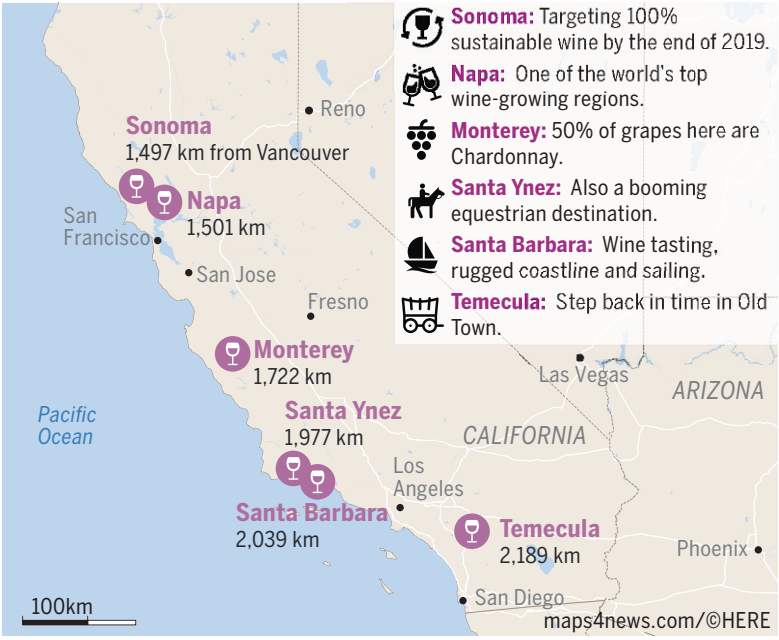 Sonoma: Targeting 100%
sustainable wine by the end of 2019.
Napa: One of the world's top
wine-growing regions.
Monterey: 50% of grapes here are
Chardonnay.
Santa Ynez: Also a booming
equestrian destination.
Santa Barbara: Wine tasting,
rugged coastline and sailing.
Temecula: Step back in time in Old
Town.
Reno
Sonoma
1,497 km from Vancouver
Napa
1,501 km
San
Francisco
San Jose
Fresno
Monterey
1,722 km
Las Vegas
ARIZONA
Pacific
Ocean
Santa Ynez
1,977 km
CALIFORNIA
Los
Angeles
Santa Barbara
2,039 km
Temecula
2,189 km
Phoenix
San Diego
100km
maps4news.com/©HERE